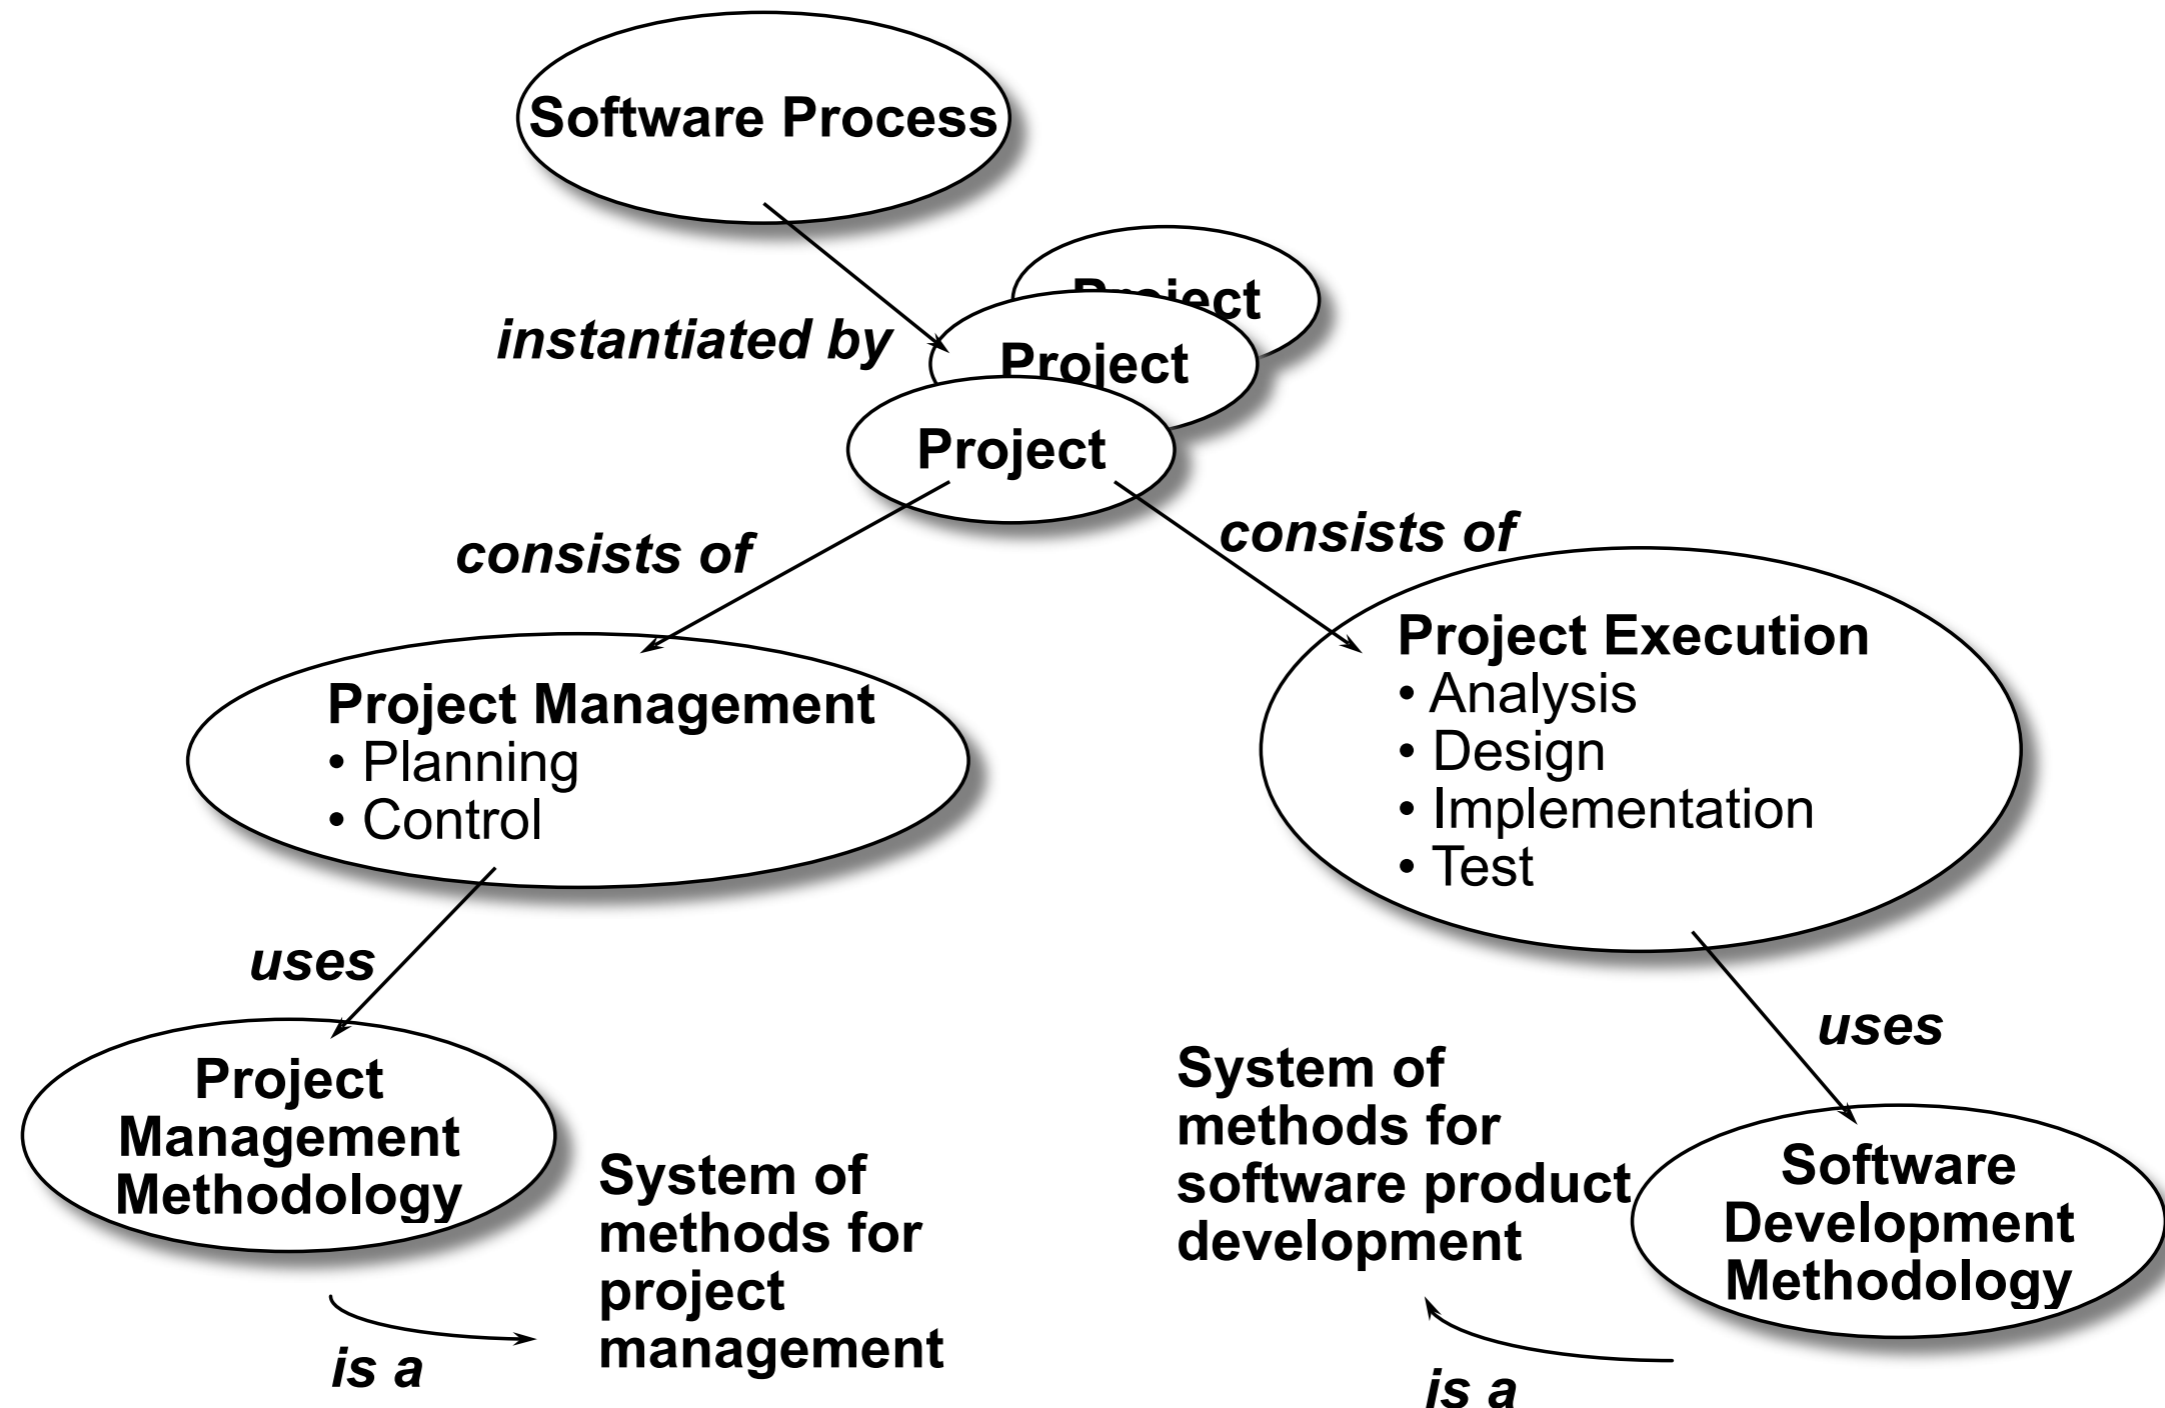 Software Process
Project
instantiated by
Project
Project
consists of
consists of
Project Management
• Planning
• Control
Project Execution
• Analysis
• Design
• Implementation
• Test
uses
uses
Project
Management
Methodology
System of
methods for
project
management
is a
System of
methods for
software product
development
Software
Development
Methodology
is a